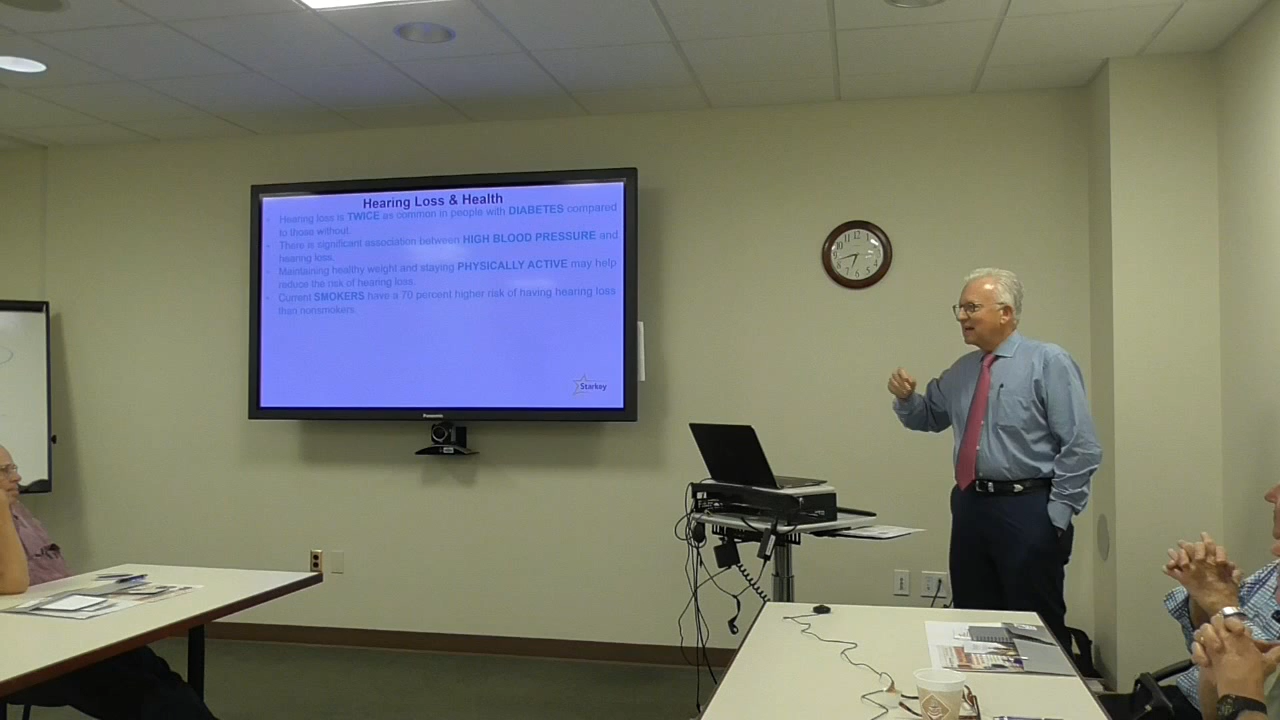 Hearing Loss & Health
Hearing loss is TWICE as common in people with DIABETES compared
to those without.
There is significant association between HIGH BLOOD PRESSURE and
hearing loss.
Maintaining healthy weight and staying PHYSICALLY ACTIVE may help
reduce the risk of hearing loss.
Current SMOKERS have a 70 percent higher risk of having hearing loss
than nonsmokers.
Starkey
Panasonic